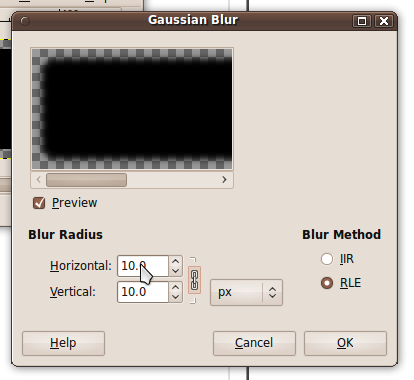 Gaussian Blur
Preview
Blur Radius
Blur Method
Horizontal: 10.0
IIR
Vertical: 10.0
px
RLE
Help
Cancel
OK